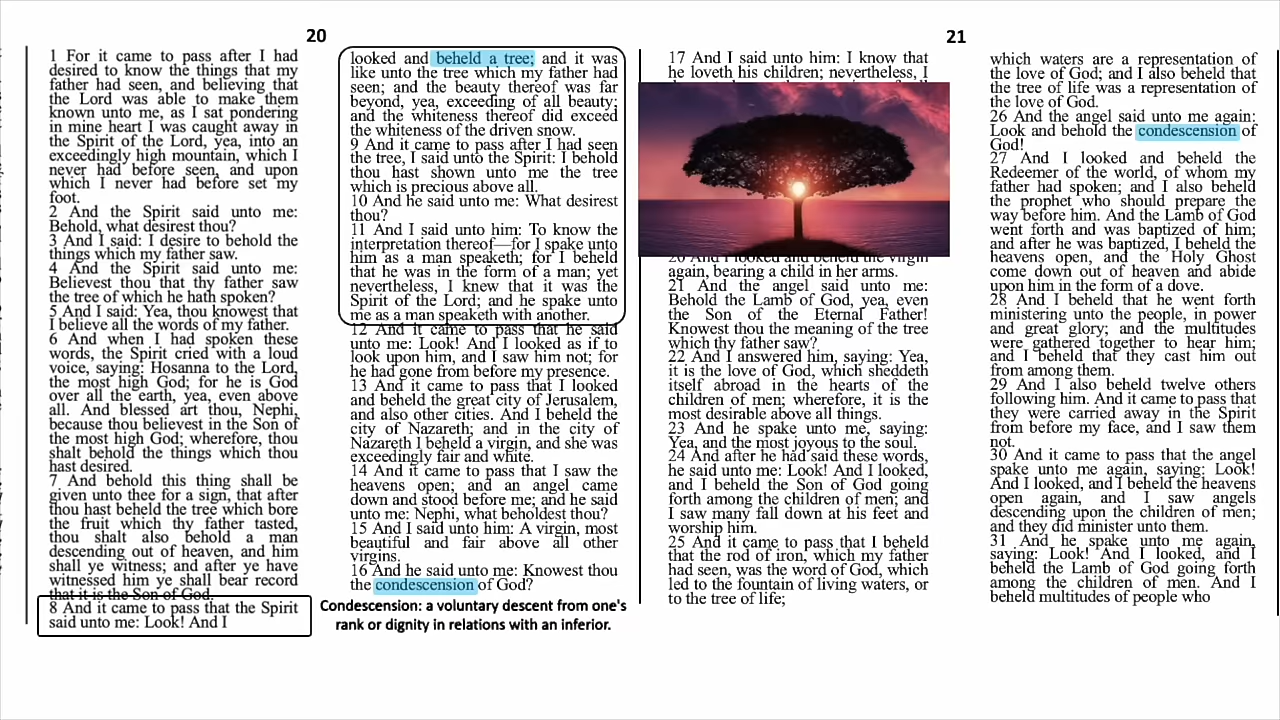 20
1 For it came to pass after I had
desired to know the things that my
father had seen, and believing that
the Lord was able to make them
known unto me, as I sat pondering
in mine heart I was caught away in
the Spirit of the Lord, yea, into an
exceedingly high mountain, which I
never had before seen, and upon
which I never had before set my
foot.
2 And the Spirit said unto me:
Behold, what desirest thou?
3 And I said: I desire to behold the
things which my father saw.
4 And the Spirit said unto me:
Believest thou that thy father saw
the tree of which he hath spoken?
5 And I said: Yea, thou knowest that
I believe all the words of my father.
6 And when I had spoken these
words, the Spirit cried with a loud
voice, saying: Hosanna to the Lord,
the most high God; for he is God
over all the earth, yea, even above
all. And blessed art thou, Nephi,
because thou believest in the Son of
the most high God; wherefore, thou
shalt behold the things which thou
hast desired.
7 And behold this thing shall be
given unto thee for a sign, that after
thou hast beheld the tree which bore
the fruit which thy father tasted,
thou shalt also behold a man
descending out of heaven, and him
shall ye witness; and after ye have
witnessed him ye shall bear record
that it is the Son of God.
8 And it came to pass that the Spirit
said unto me: Look! And I
looked and beheld a tree; and it was
like unto the tree which my father had
seen; and the beauty thereof was far
beyond, yea, exceeding of all beauty;
and the whiteness thereof did exceed
the whiteness of the driven snow.
9 And it came to pass after I had seen
the tree, I said unto the Spirit: I behold
thou hast shown unto me the tree
which is precious above all.
10 And he said unto me: What desirest
thou?
11 And I said unto him: To know the
interpretation thereof—for I spake unto
him as a man speaketh; for I beheld
that he was in the form of a man; yet
nevertheless, I knew that it was the
Spirit of the Lord; and he spake unto
me as a man speaketh with another.
12 And it came to pass that he said
unto me: Look! And I looked as if to
look upon him, and I saw him not; for
he had gone from before my presence.
13 And it came to pass that I looked
and beheld the great city of Jerusalem,
and also other cities. And I beheld the
city of Nazareth; and in the city of
Nazareth I beheld a virgin, and she was
exceedingly fair and white.
14 And it came to pass that I saw the
heavens open; and an angel came
down and stood before me; and he said
unto me: Nephi, what beholdest thou?
15 And I said unto him: A virgin, most
beautiful and fair above all other
virgins.
16 And he said unto me: Knowest thou
the condescension of God?
Condescension: a voluntary descent from one's
rank or dignity in relations with an inferior.
21
17 And I said unto him: I know that
he loveth his children; nevertheless, I
20 And I looked and beheld the virgin
again, bearing a child in her arms.
21 And the angel said unto me:
Behold the Lamb of God, yea, even
the Son of the Eternal Father!
Knowest thou the meaning of the tree
which thy father saw?
22 And I answered him, saying: Yea,
it is the love of God, which sheddeth
itself abroad in the hearts of the
children of men; wherefore, it is the
most desirable above all things.
23 And he spake unto me, saying:
Yea, and the most joyous to the soul.
24 And after he had said these words,
he said unto me: Look! And I looked,
and I beheld the Son of God going
forth among the children of men; and
I saw many fall down at his feet and
worship him.
25 And it came to pass that I beheld
that the rod of iron, which my father
had seen, was the word of God, which
led to the fountain of living waters, or
to the tree of life;
which waters are a representation of
the love of God; and I also beheld that
the tree of life was a representation of
the love of God.
26 And the angel said unto me again:
Look and behold the condescension of
God!
27 And I looked and beheld the
Redeemer of the world, of whom my
father had spoken; and I also beheld
the prophet who should prepare the
way before him. And the Lamb of God
went forth and was baptized of him;
and after he was baptized, I beheld the
heavens open, and the Holy Ghost
come down out of heaven and abide
upon him in the form of a dove.
28 And I beheld that he went forth
ministering unto the people, in power
and great glory; and the multitudes
were gathered together to hear him;
and I beheld that they cast him out
from among them.
29 And I also beheld twelve others
following him. And it came to pass that
they were carried away in the Spirit
from before my face, and I saw them
not.
30 And it came to pass that the angel
spake unto me again, saying: Look!
And I looked, and I beheld the heavens
open again, and I saw angels
descending upon the children of men;
and they did minister unto them.
31 And he spake unto me again,
saying: Look! And I looked, and I
beheld the Lamb of God going forth
among the children of men. And I
beheld multitudes of people who